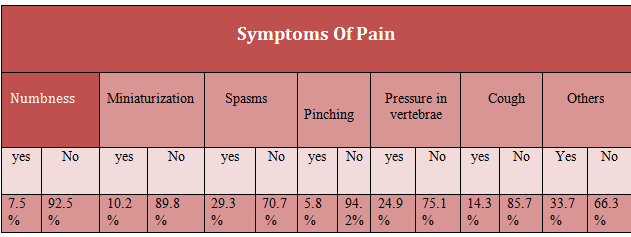 Symptoms Of Pain
Numbness Miniaturization Spasms Pinching Pressure in vertebrae Cough Others
yes No yes No yes No yes No yes No yes No Yes No
7.5 % 92.5 % 10.2 % 89.8 % 29.3 % 70.7 % 5.8 % 94.2% 24.9 % 75.1 % 14.3 % 85.7 % 33.7 % 66.3 %